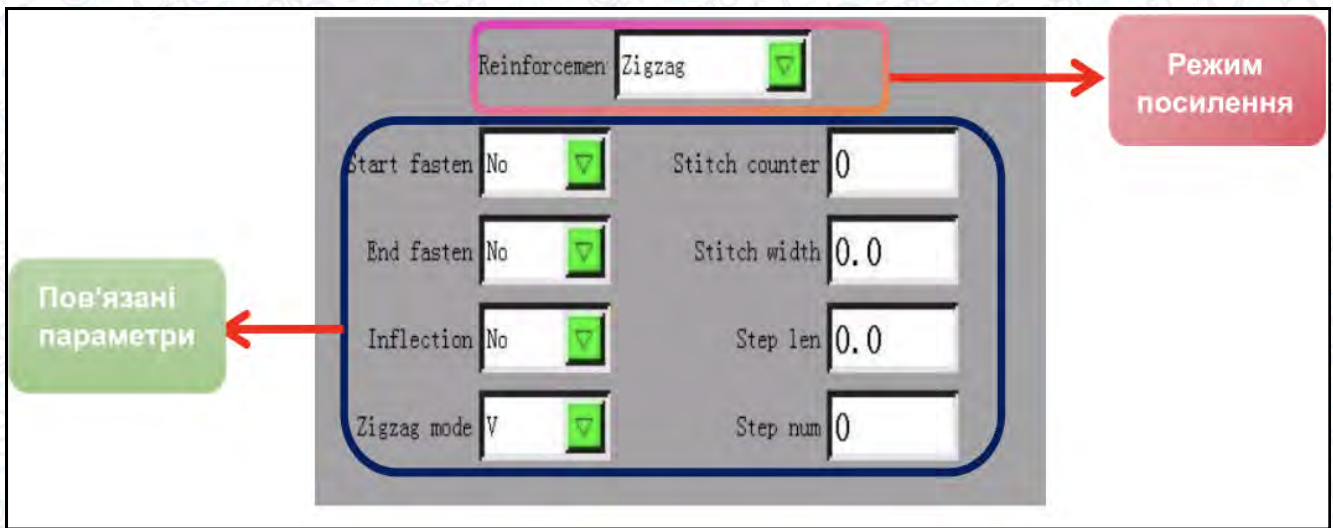 Reinforcemen Zigzag
Режим
посилення
Start fasten No Stitch counter 0
End fasten No Stitch width 0.0
Пов'язані
параметри
Inflection No Step len 0.0
Zigzag mode V Step num 0